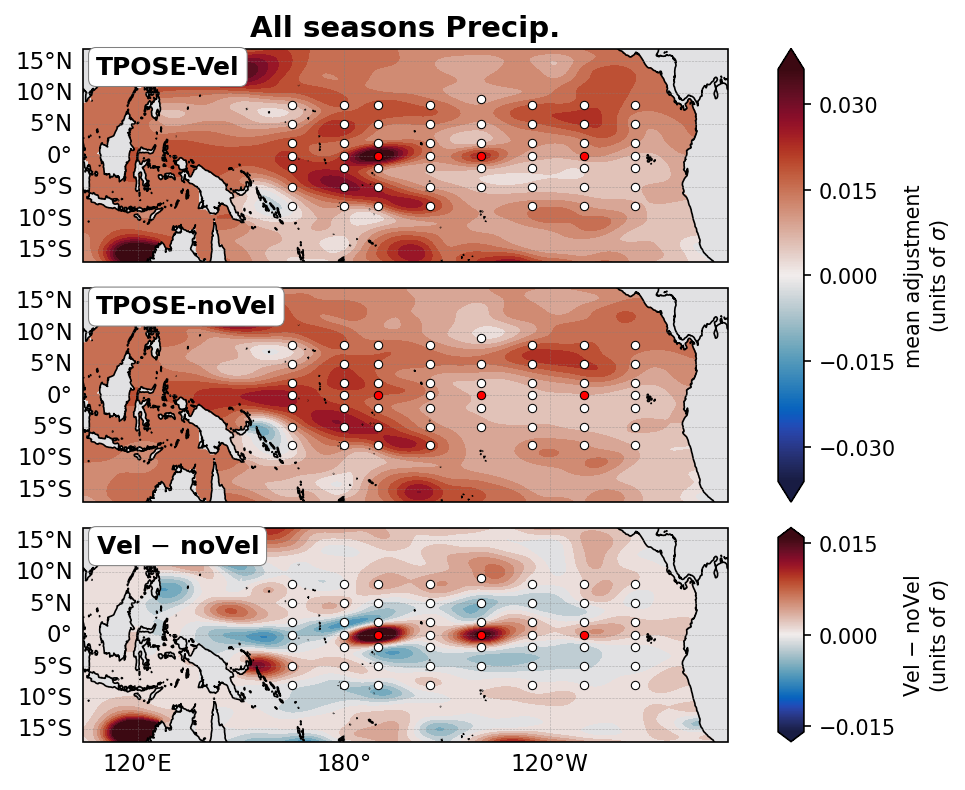 All seasons Precip.
TPOSE-Vel
15°N
10°N
5°N
0°
5°S
10°S
15°S
TPOSE-noVel
15°N
10°N
5°N
0°
5°S
10°S
15°S
Vel − noVel
15°N
10°N
5°N
0°
5°S
10°S
15°S
120°E
180°
120°W
0.030
0.015
0.000
−0.015
−0.030
mean adjustment
(units of σ)
0.015
0.000
−0.015
Vel − noVel
(units of σ)